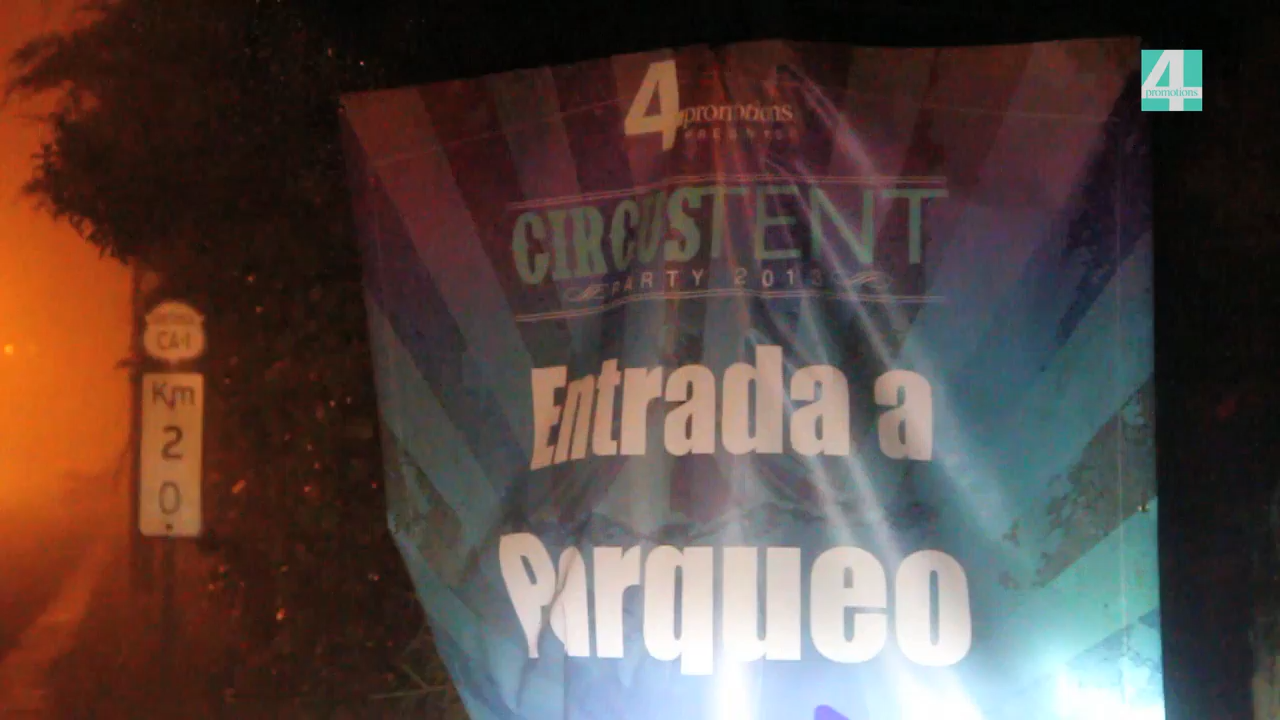 4 promotions
4 promotions
CIRCUSTENT
PARTY 2013
CA-1
Km
2
0
Entrada a
Parqueo